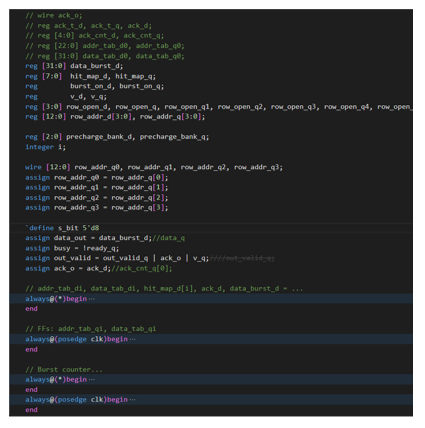 // wire ack_o;
// reg ack_t_d, ack_t_q, ack_d;
// reg [4:0] ack_cnt_d, ack_cnt_q;
// reg [22:0] addr_tab_d0, addr_tab_q0;
// reg [31:0] data_tab_d0, data_tab_q0;
reg [31:0] data_burst_d;
reg [7:0] hit_map_d, hit_map_q;
reg burst_on_d, burst_on_q;
reg v_d, v_q;
reg [3:0] row_open_d, row_open_q, row_open_q1, row_open_q2, row_open_q3, row_open_q4, row_open_
reg [12:0] row_addr_d[3:0], row_addr_q[3:0];
reg [2:0] precharge_bank_d, precharge_bank_q;
integer i;
wire [12:0] row_addr_q0, row_addr_q1, row_addr_q2, row_addr_q3;
assign row_addr_q0 = row_addr_q[0];
assign row_addr_q1 = row_addr_q[1];
assign row_addr_q2 = row_addr_q[2];
assign row_addr_q3 = row_addr_q[3];
`define s_bit 5'd8
assign data_out = data_burst_d;//data_q
assign busy = !ready_q;
assign out_valid = out_valid_q | ack_o | v_q;////out_valid_q;
assign ack_o = ack_d;//ack_cnt_q[0];
// addr_tab_di, data_tab_di, hit_map_d[i], ack_d, data_burst_d = ...
always@(*)begin ...
end
// FFs: addr_tab_qi, data_tab_qi
always@(posedge clk)begin ...
end
// Burst counter...
always@(*)begin ...
end
always@(posedge clk)begin ...
end